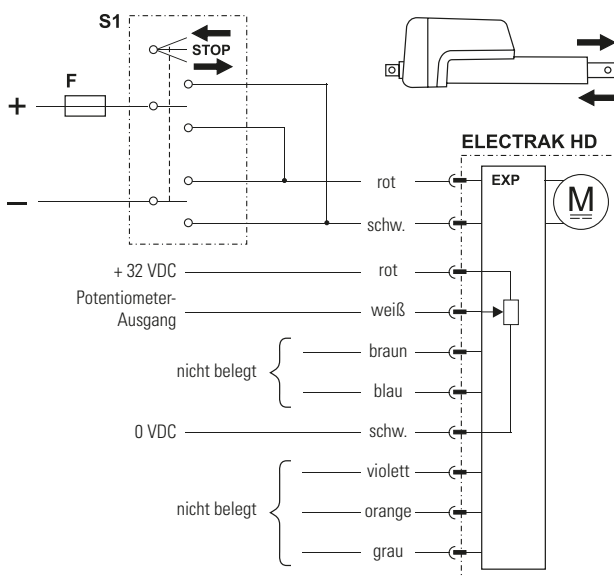 S1
STOP
F
+
–
ELECTRAK HD
EXP
M
rot
schw.
+ 32 VDC
rot
Potentiometer-
Ausgang
weiß
nicht belegt
braun
blau
0 VDC
schw.
nicht belegt
violett
orange
grau